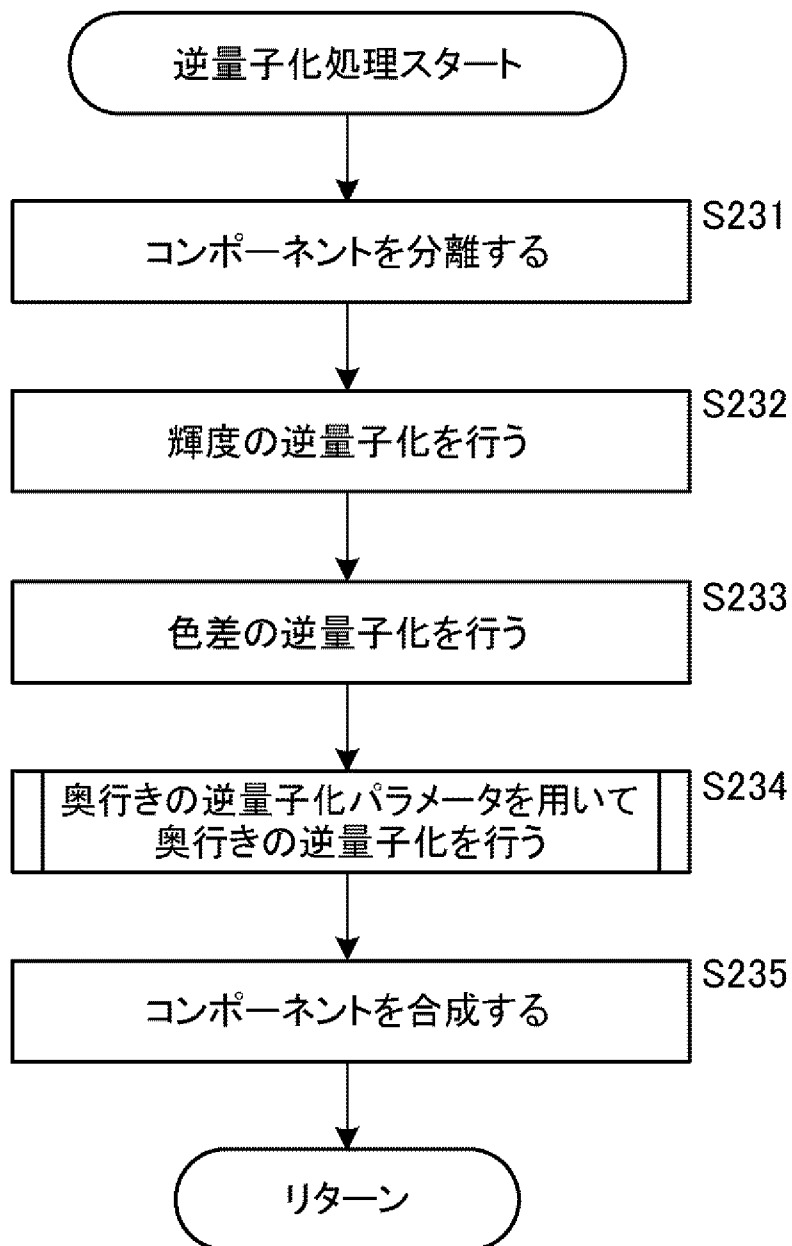 逆量子化処理スタート
S231
コンポーネントを分離する
S232
輝度の逆量子化を行う
S233
色差の逆量子化を行う
S234
奥行きの逆量子化パラメータを用いて
奥行きの逆量子化を行う
S235
コンポーネントを合成する
リターン